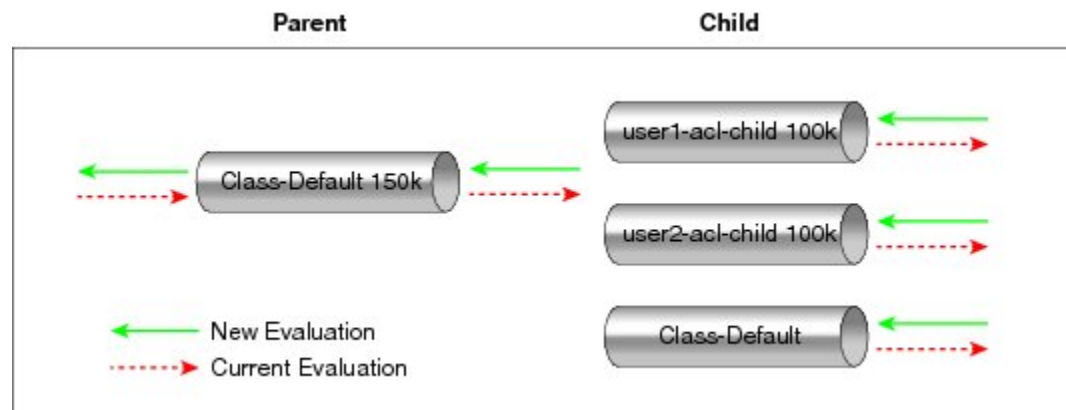 Parent
Child
user1-acl-child 100k
Class-Default 150k
user2-acl-child 100k
Class-Default
New Evaluation
Current Evaluation